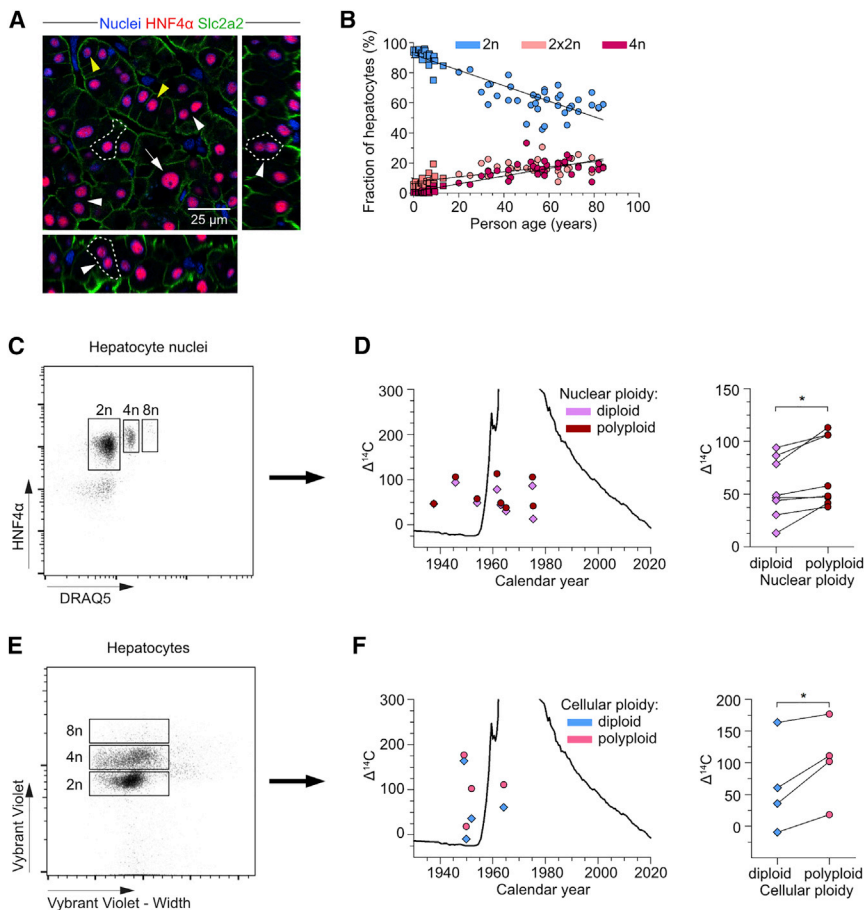 A
Nuclei HNF4α Slc2a2
25 μm
B
2n 2x2n 4n
Fraction of hepatocytes (%)
100
80
60
40
20
0
0 20 40 60 80 100
Person age (years)
C
Hepatocyte nuclei
2n 4n 8n
HNF4α
DRAQ5
D
Nuclear ploidy:
diploid
polyploid
Δ¹⁴C
300
200
100
0
1940 1960 1980 2000 2020
Calendar year
*
Δ¹⁴C
150
100
50
0
diploid polyploid
Nuclear ploidy
E
Hepatocytes
8n
4n
2n
Vybrant Violet
Vybrant Violet - Width
F
Cellular ploidy:
diploid
polyploid
Δ¹⁴C
300
200
100
0
1940 1960 1980 2000 2020
Calendar year
*
Δ¹⁴C
200
150
100
50
0
diploid polyploid
Cellular ploidy